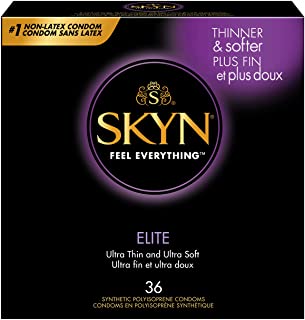 #1 NON-LATEX CONDOM
CONDOM SANS LATEX
THINNER
& softer
PLUS FIN
et plus doux
SKYN
FEEL EVERYTHING™
ELITE
Ultra Thin and Ultra Soft
Ultra fin et ultra doux
36
SYNTHETIC POLYISOPRENE CONDOMS
CONDOMS EN POLYISOPRÈNE SYNTHÉTIQUE